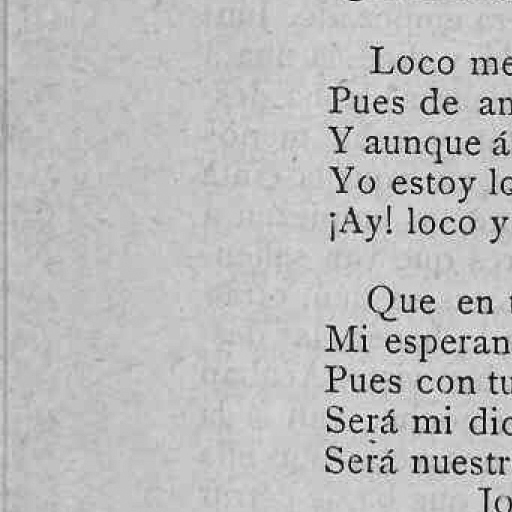 Loco me
Pues de an
Y aunque á
Yo estoy lo
¡Ay! loco y
Que en
Mi esperan
Pues con tu
Será mi dic
Será nuestr
Jo